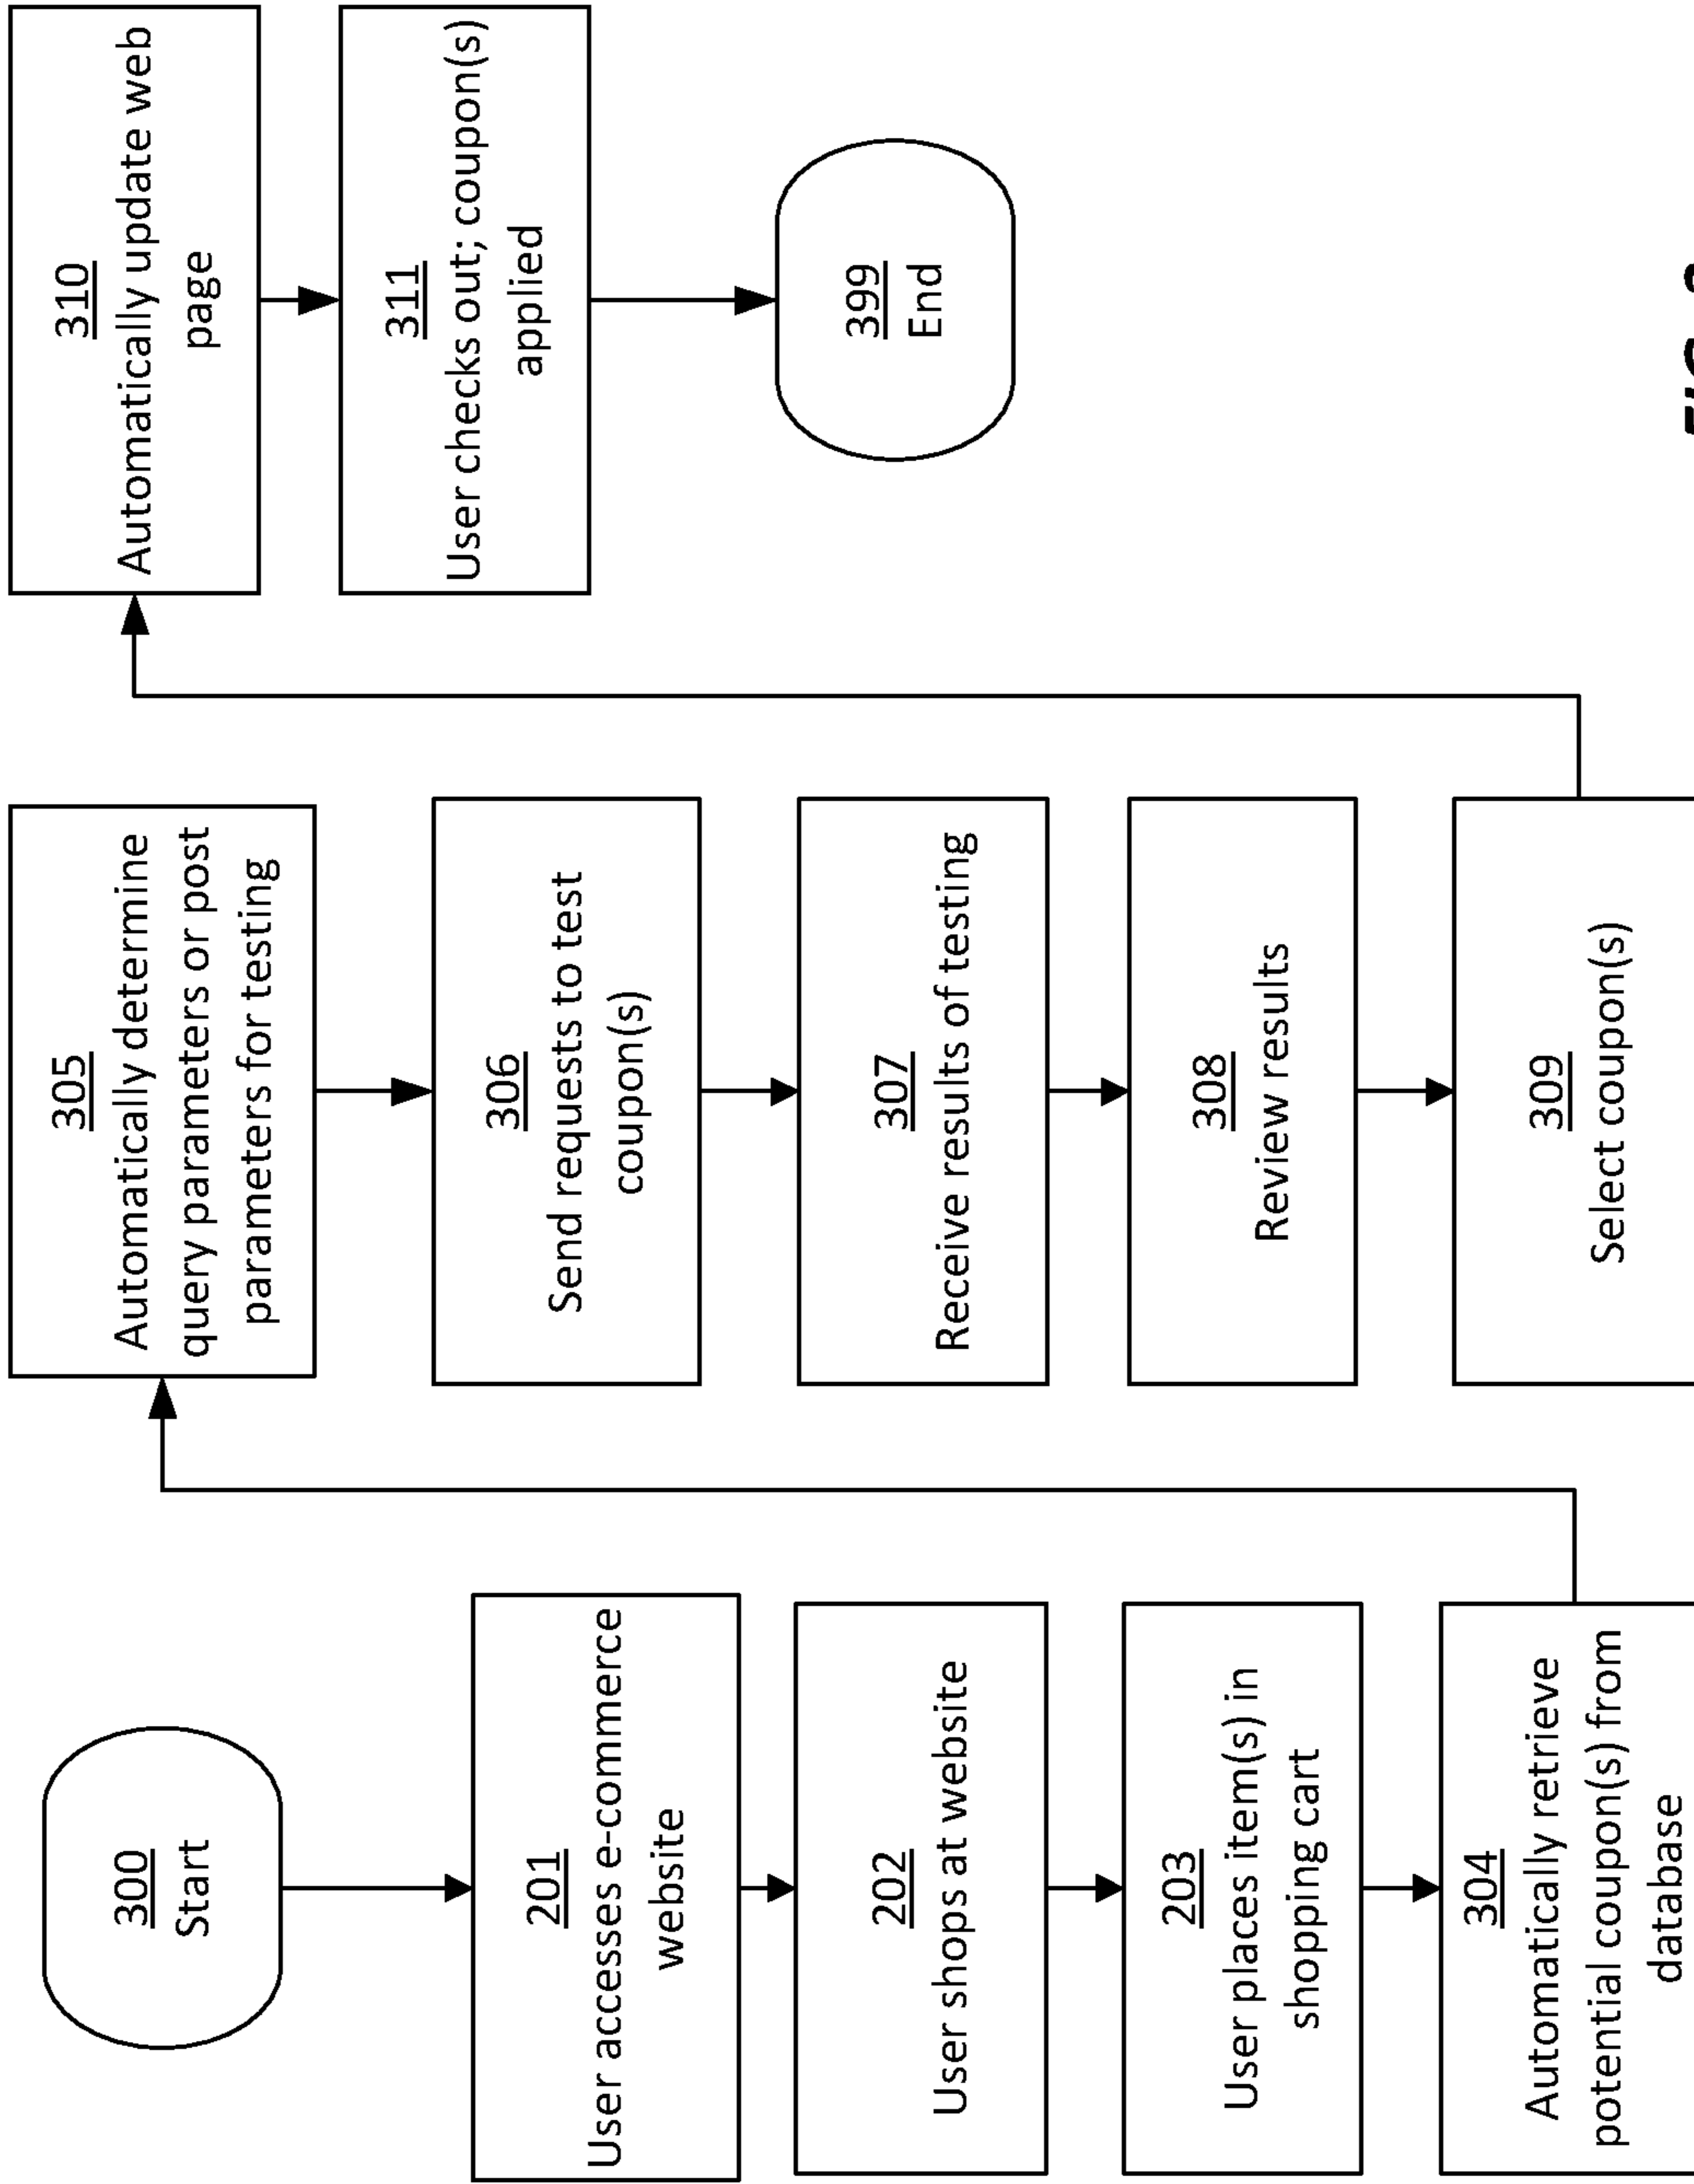 300
Start
201
User accesses e-commerce
website
202
User shops at website
203
User places item(s) in
shopping cart
304
Automatically retrieve
potential coupon(s) from
database
305
Automatically determine
query parameters or post
parameters for testing
306
Send requests to test
coupon(s)
307
Receive results of testing
308
Review results
309
Select coupon(s)
310
Automatically update web
page
311
User checks out; coupon(s)
applied
399
End